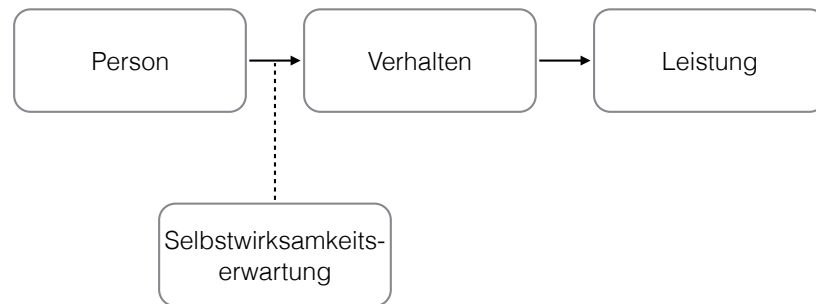 Person
Verhalten
Leistung
Selbstwirksamkeits-
erwartung